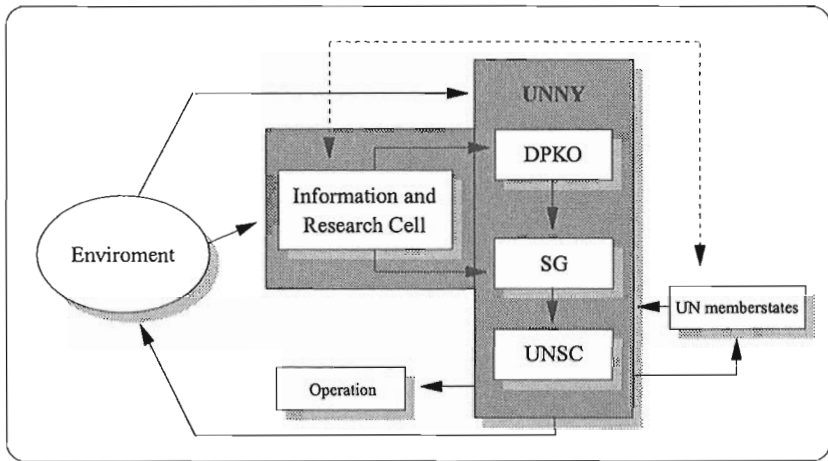 UNNY
DPKO
Information and
Research Cell
Enviroment
SG
UN memberstates
UNSC
Operation